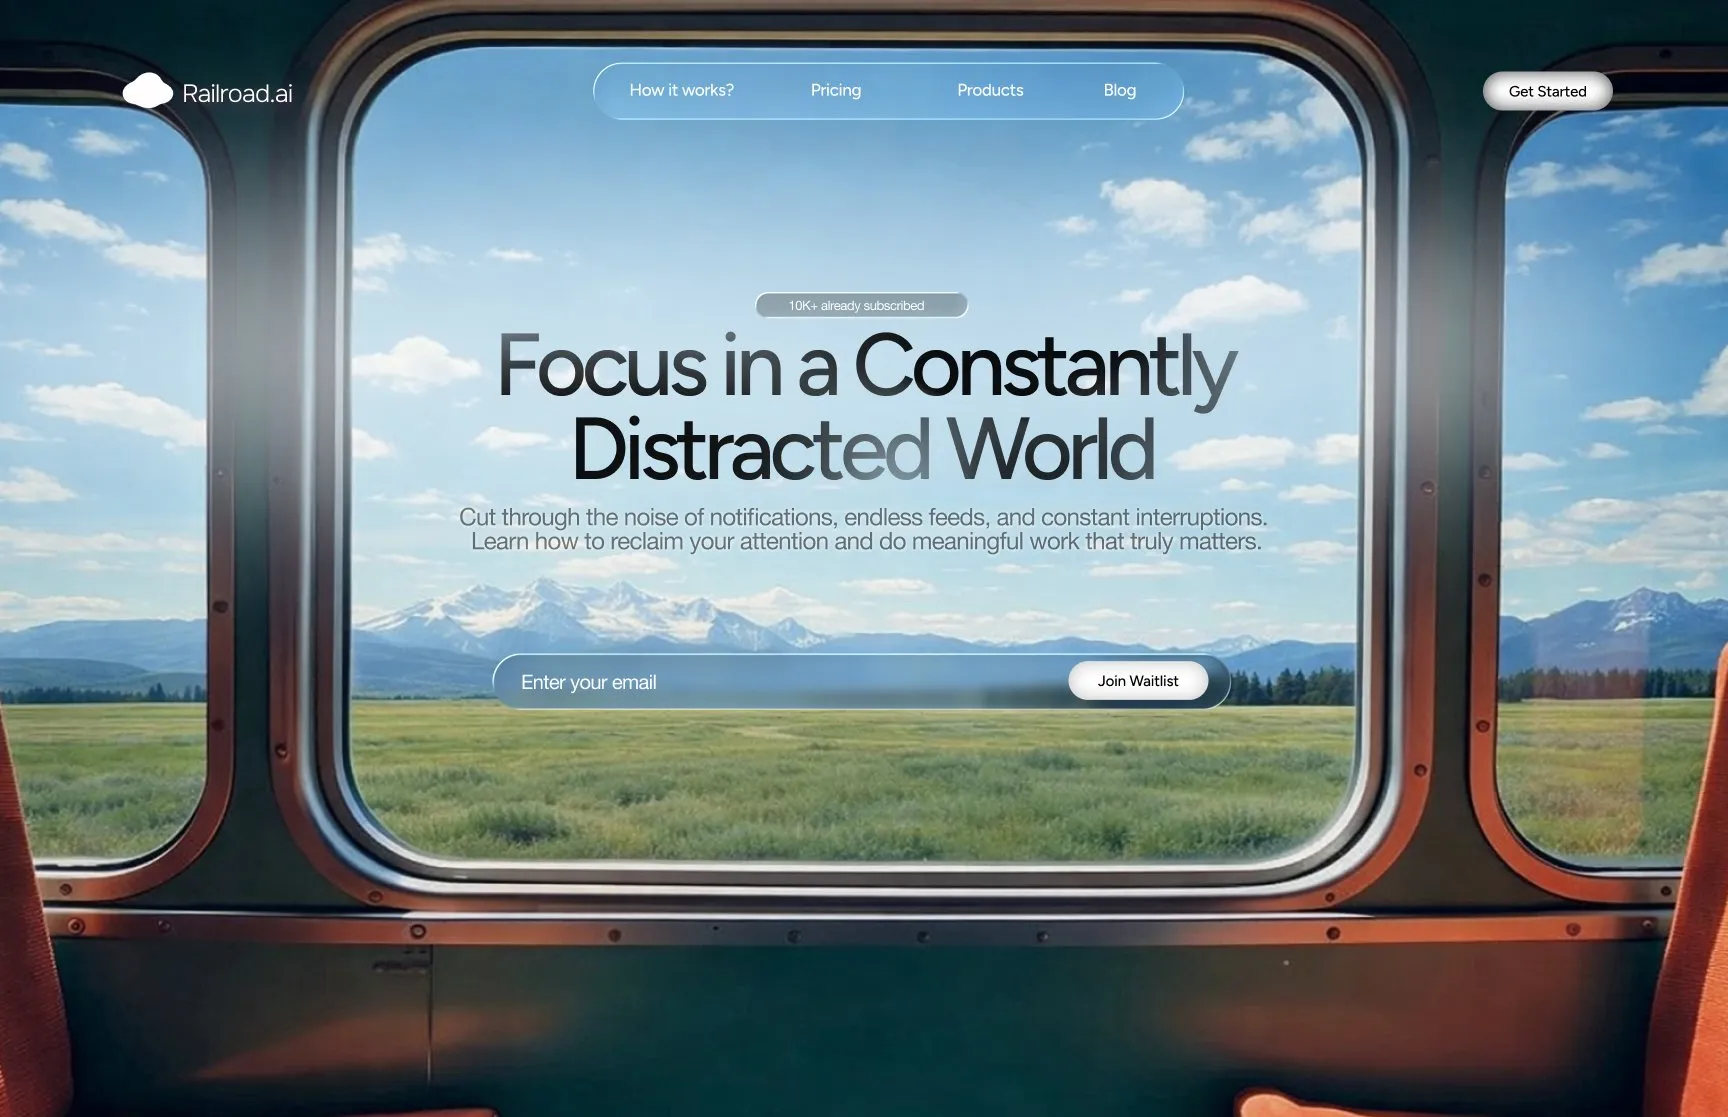 Railroad.ai
How it works?
Pricing
Products
Blog
Get Started
10K+ already subscribed
Focus in a Constantly
Distracted World
Cut through the noise of notifications, endless feeds, and constant interruptions.
Learn how to reclaim your attention and do meaningful work that truly matters.
Enter your email
Join Waitlist